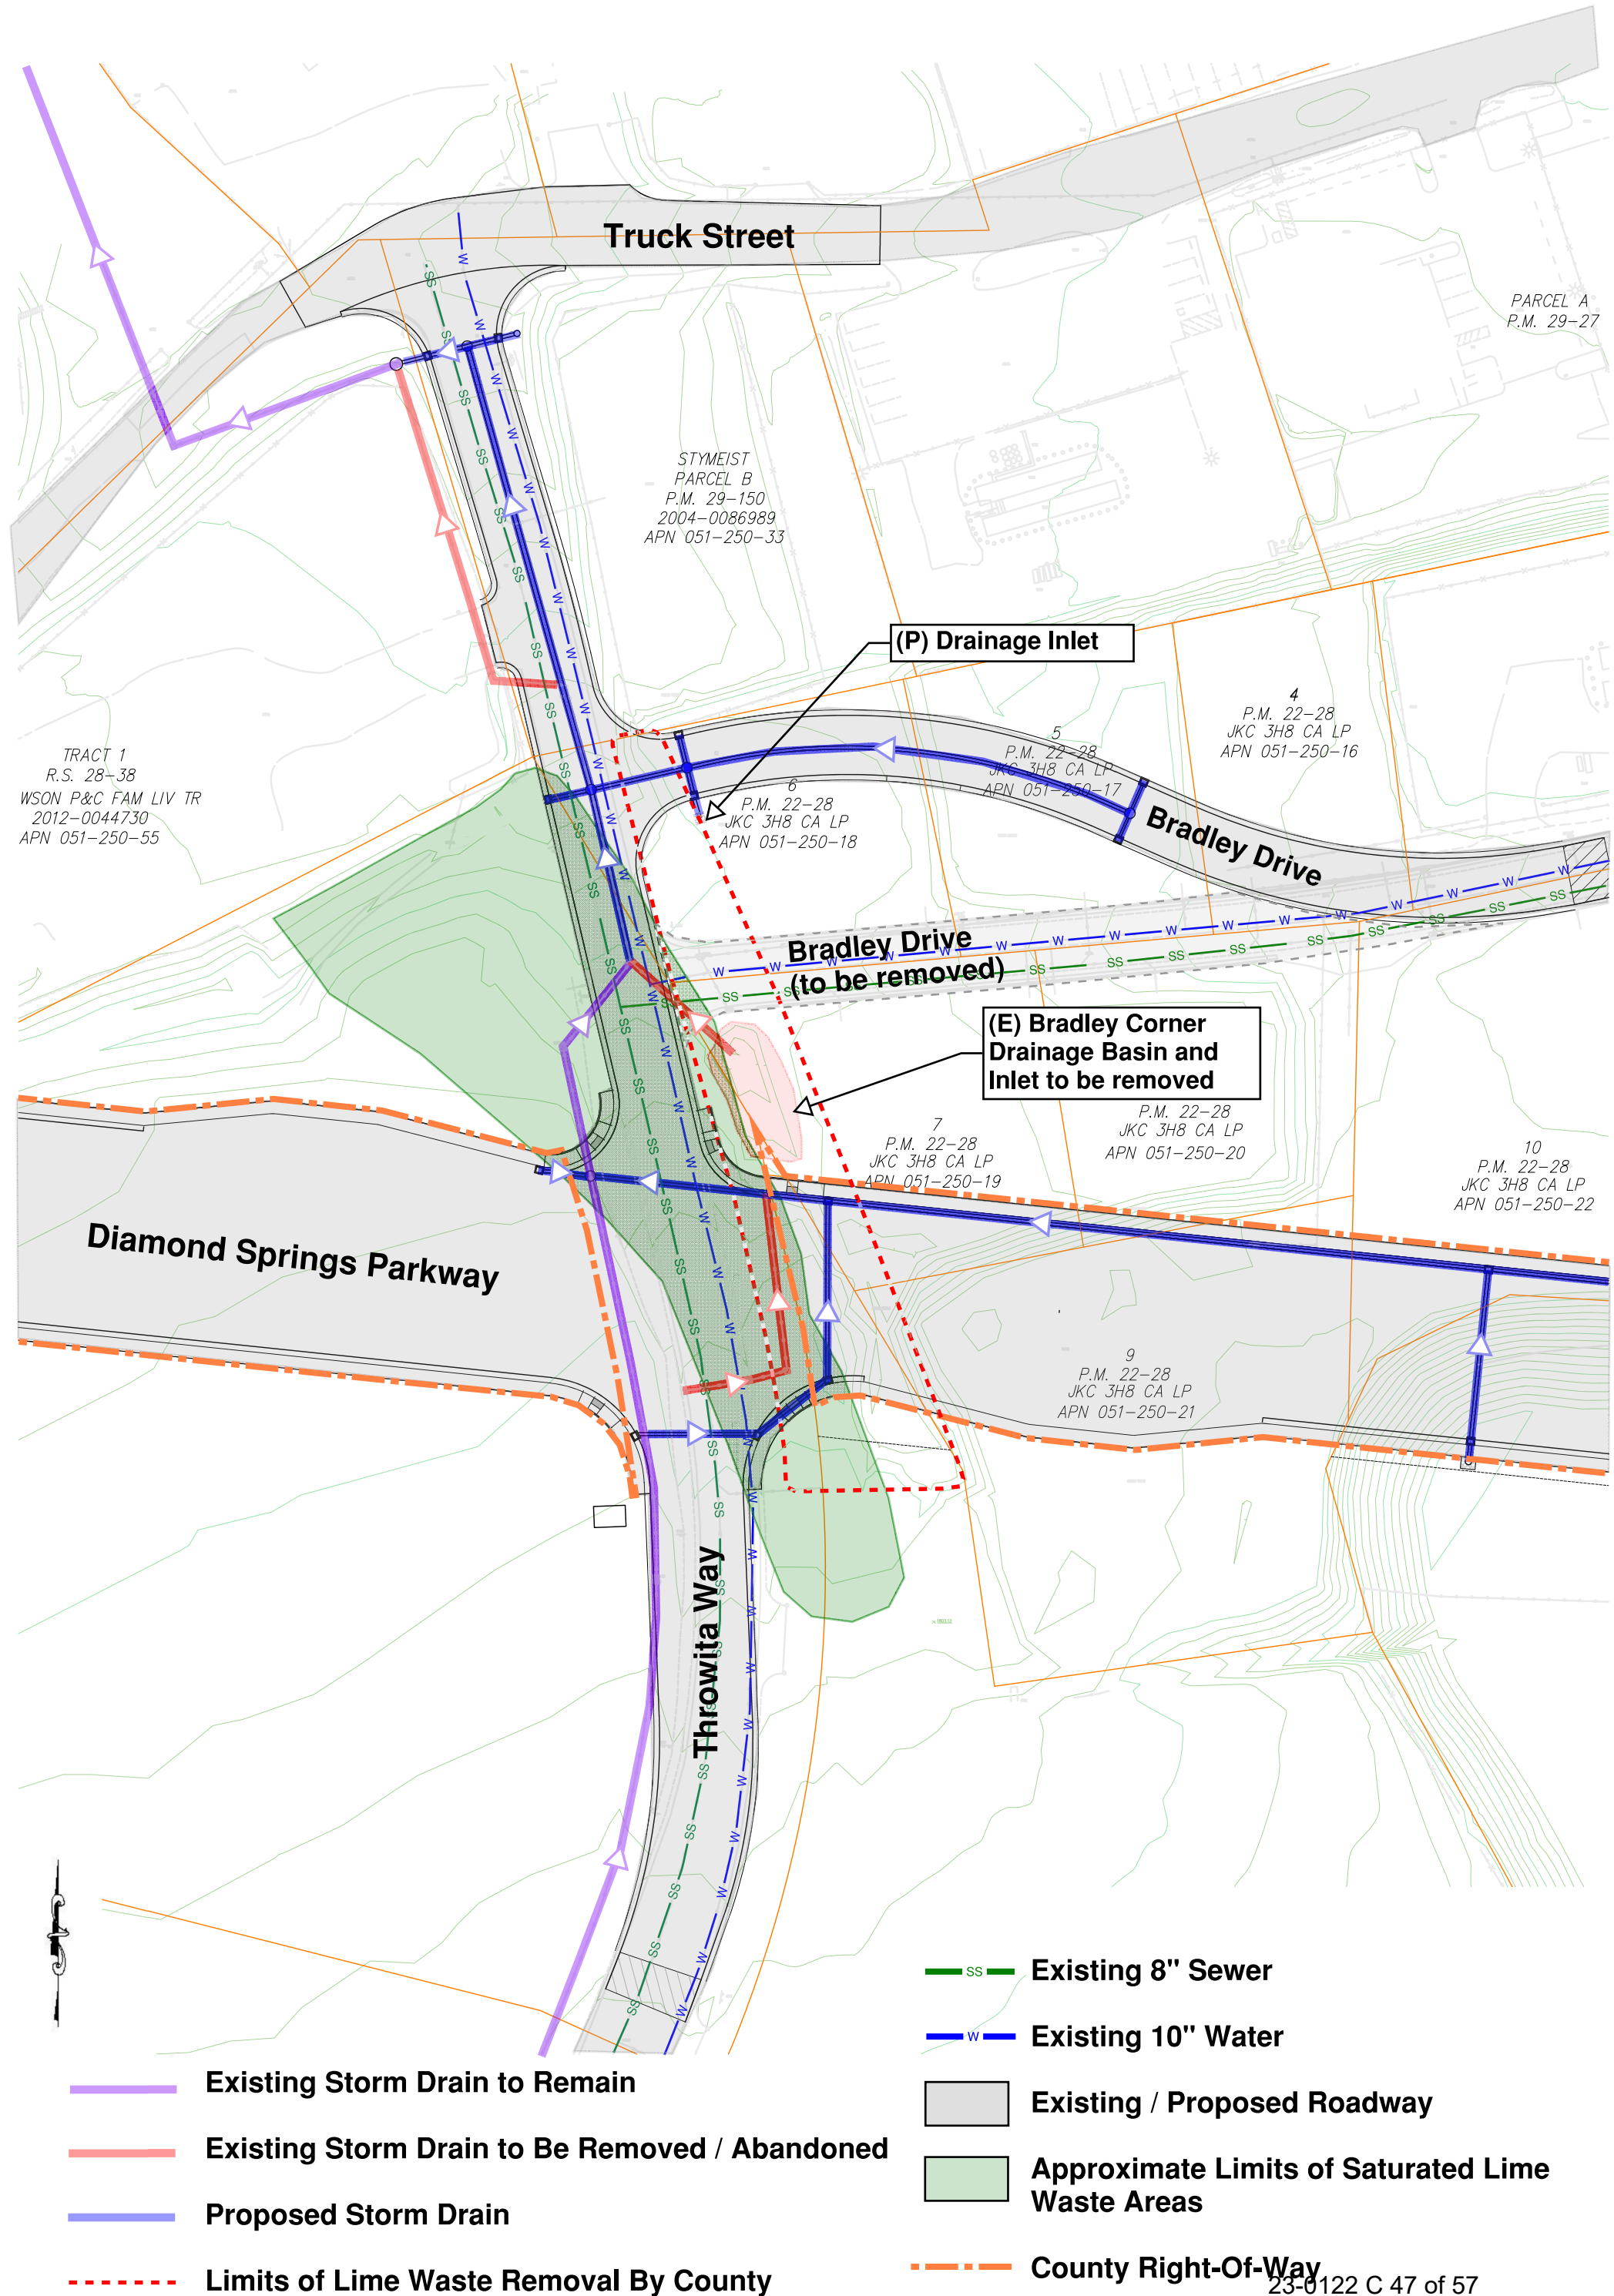 Truck Street
PARCEL A
P.M. 29-27
STYMEIST
PARCEL B
P.M. 29-150
2004-0086989
APN 051-250-33
(P) Drainage Inlet
4
P.M. 22-28
JKC 3H8 CA LP
APN 051-250-16
5
P.M. 22-28
JKC 3H8 CA LP
APN 051-250-17
TRACT 1
R.S. 28-38
WSON P&C FAM LIV TR
2012-0044730
APN 051-250-55
6
P.M. 22-28
JKC 3H8 CA LP
APN 051-250-18
Bradley Drive
Bradley Drive
(to be removed)
(E) Bradley Corner
Drainage Basin and
Inlet to be removed
P.M. 22-28
JKC 3H8 CA LP
APN 051-250-20
7
P.M. 22-28
JKC 3H8 CA LP
APN 051-250-19
10
P.M. 22-28
JKC 3H8 CA LP
APN 051-250-22
Diamond Springs Parkway
9
P.M. 22-28
JKC 3H8 CA LP
APN 051-250-21
Throwita Way
SS
Existing 8" Sewer
W
Existing 10" Water
Existing Storm Drain to Remain
Existing / Proposed Roadway
Existing Storm Drain to Be Removed / Abandoned
Approximate Limits of Saturated Lime
Waste Areas
Proposed Storm Drain
County Right-Of-Way
Limits of Lime Waste Removal By County
23-0122 C 47 of 57